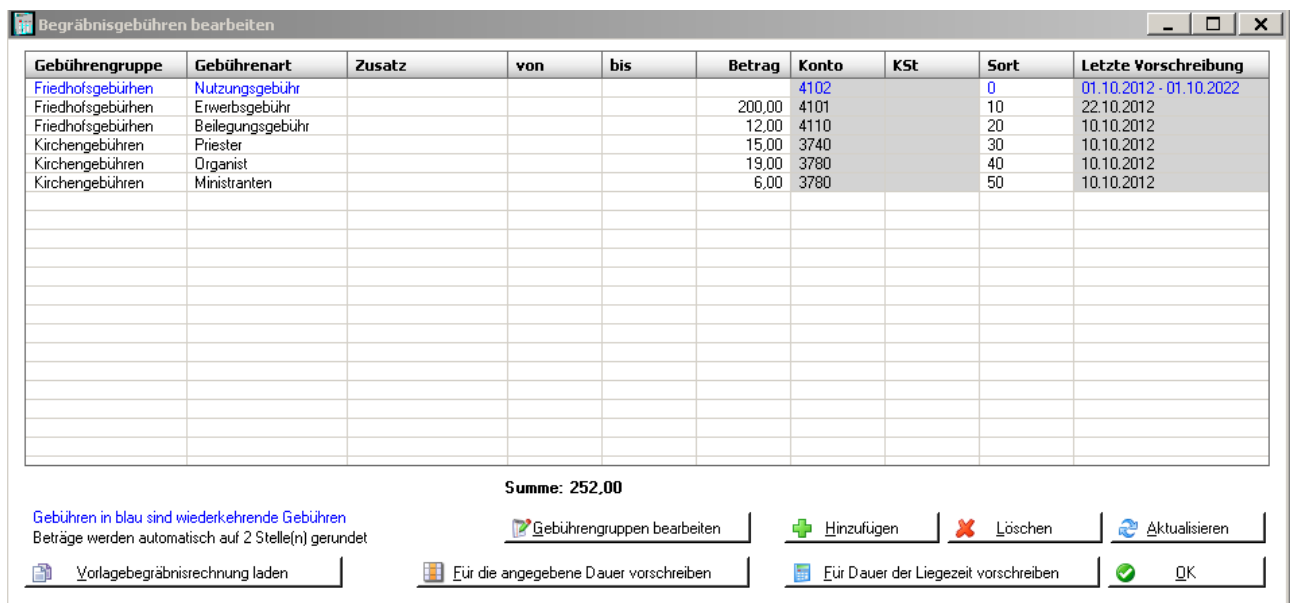 Begräbnisgebühren bearbeiten
Gebührengruppe Gebührenart Zusatz von bis Betrag Konto KSt Sort Letzte Vorschreibung
Friedhofsgebürhen Nutzungsgebühr 4102 0 01.10.2012 - 01.10.2022
Friedhofsgebürhen Erwerbsgebühr 200,00 4101 10 22.10.2012
Friedhofsgebürhen Beilegungsgebühr 12,00 4110 20 10.10.2012
Kirchengebühren Priester 15,00 3740 30 10.10.2012
Kirchengebühren Organist 19,00 3780 40 10.10.2012
Kirchengebühren Ministranten 6,00 3780 50 10.10.2012
Summe: 252,00
Gebühren in blau sind wiederkehrende Gebühren
Beträge werden automatisch auf 2 Stelle(n) gerundet
Gebührengruppen bearbeiten Hinzufügen Löschen Aktualisieren
Vorlagebegräbnisrechnung laden Für die angegebene Dauer vorschreiben Für Dauer der Liegezeit vorschreiben OK